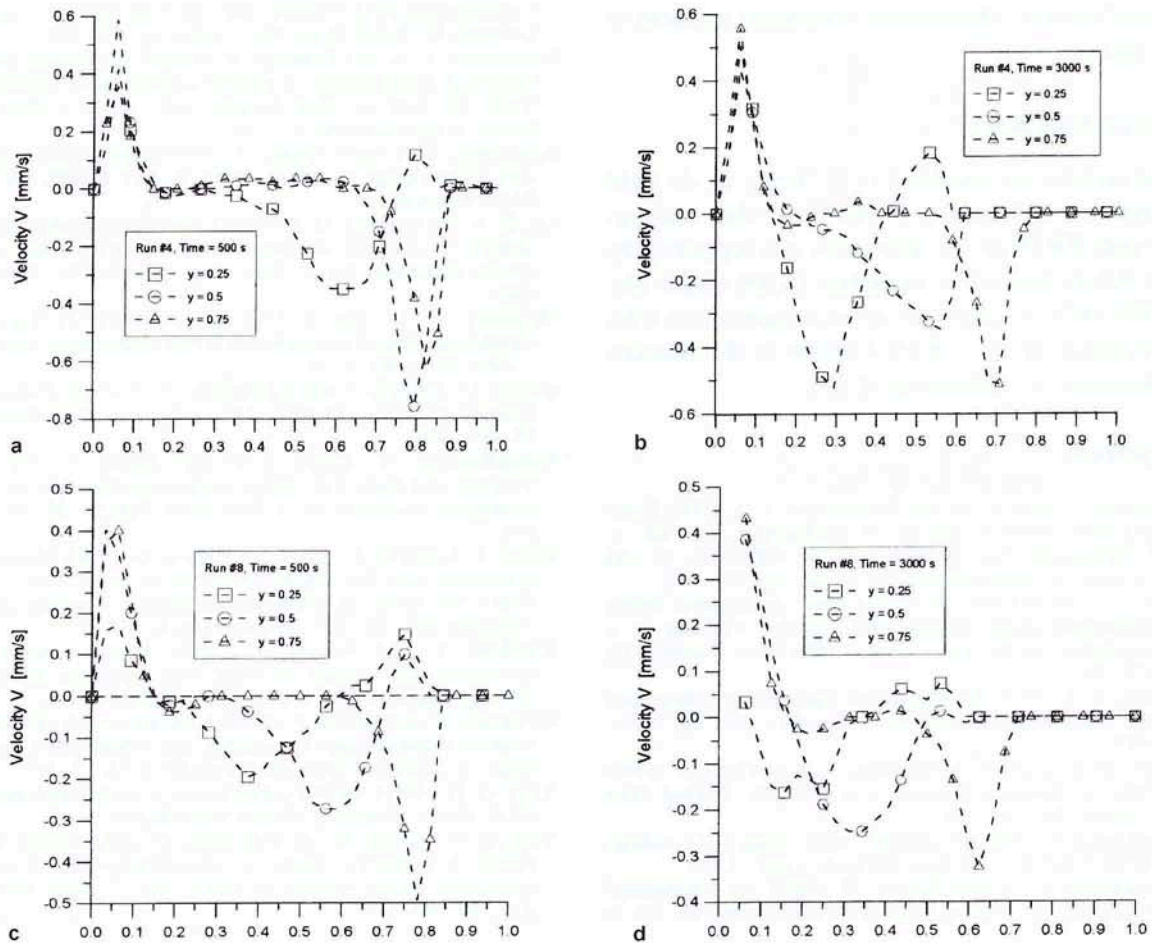 0.6
0.4
0.2
0.0
-0.2
-0.4
-0.6
-0.8
Velocity V [mm/s]
Run #4, Time = 500 s
y = 0.25
y = 0.5
y = 0.75
0.0 0.1 0.2 0.3 0.4 0.5 0.6 0.7 0.8 0.9 1.0
a
0.6
0.4
0.2
0.0
-0.2
-0.4
-0.6
Velocity V [mm/s]
Run #4, Time = 3000 s
y = 0.25
y = 0.5
y = 0.75
0.0 0.1 0.2 0.3 0.4 0.5 0.6 0.7 0.8 0.9 1.0
b
0.5
0.4
0.3
0.2
0.1
0.0
-0.1
-0.2
-0.3
-0.4
-0.5
Velocity V [mm/s]
Run #8, Time = 500 s
y = 0.25
y = 0.5
y = 0.75
0.0 0.1 0.2 0.3 0.4 0.5 0.6 0.7 0.8 0.9 1.0
c
0.5
0.4
0.3
0.2
0.1
0.0
-0.1
-0.2
-0.3
-0.4
Velocity V [mm/s]
Run #8, Time = 3000 s
y = 0.25
y = 0.5
y = 0.75
0.0 0.1 0.2 0.3 0.4 0.5 0.6 0.7 0.8 0.9 1.0
d